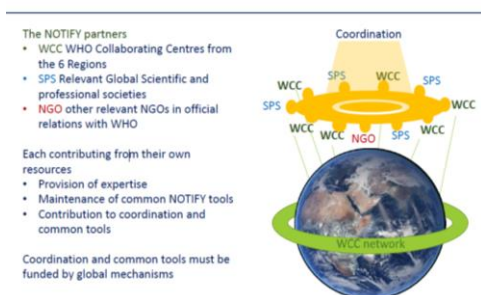 The NOTIFY partners
• WCC WHO Collaborating Centres from
the 6 Regions
• SPS Relevant Global Scientific and
professional societies
• NGO other relevant NGOs in official
relations with WHO
Each contributing from their own
resources
• Provision of expertise
• Maintenance of common NOTIFY tools
• Contribution to coordination and
common tools
Coordination and common tools must be
funded by global mechanisms
Coordination
WCC SPS WCC SPS
SPS WCC
WCC WCC NGO SPS WCC
WCC network